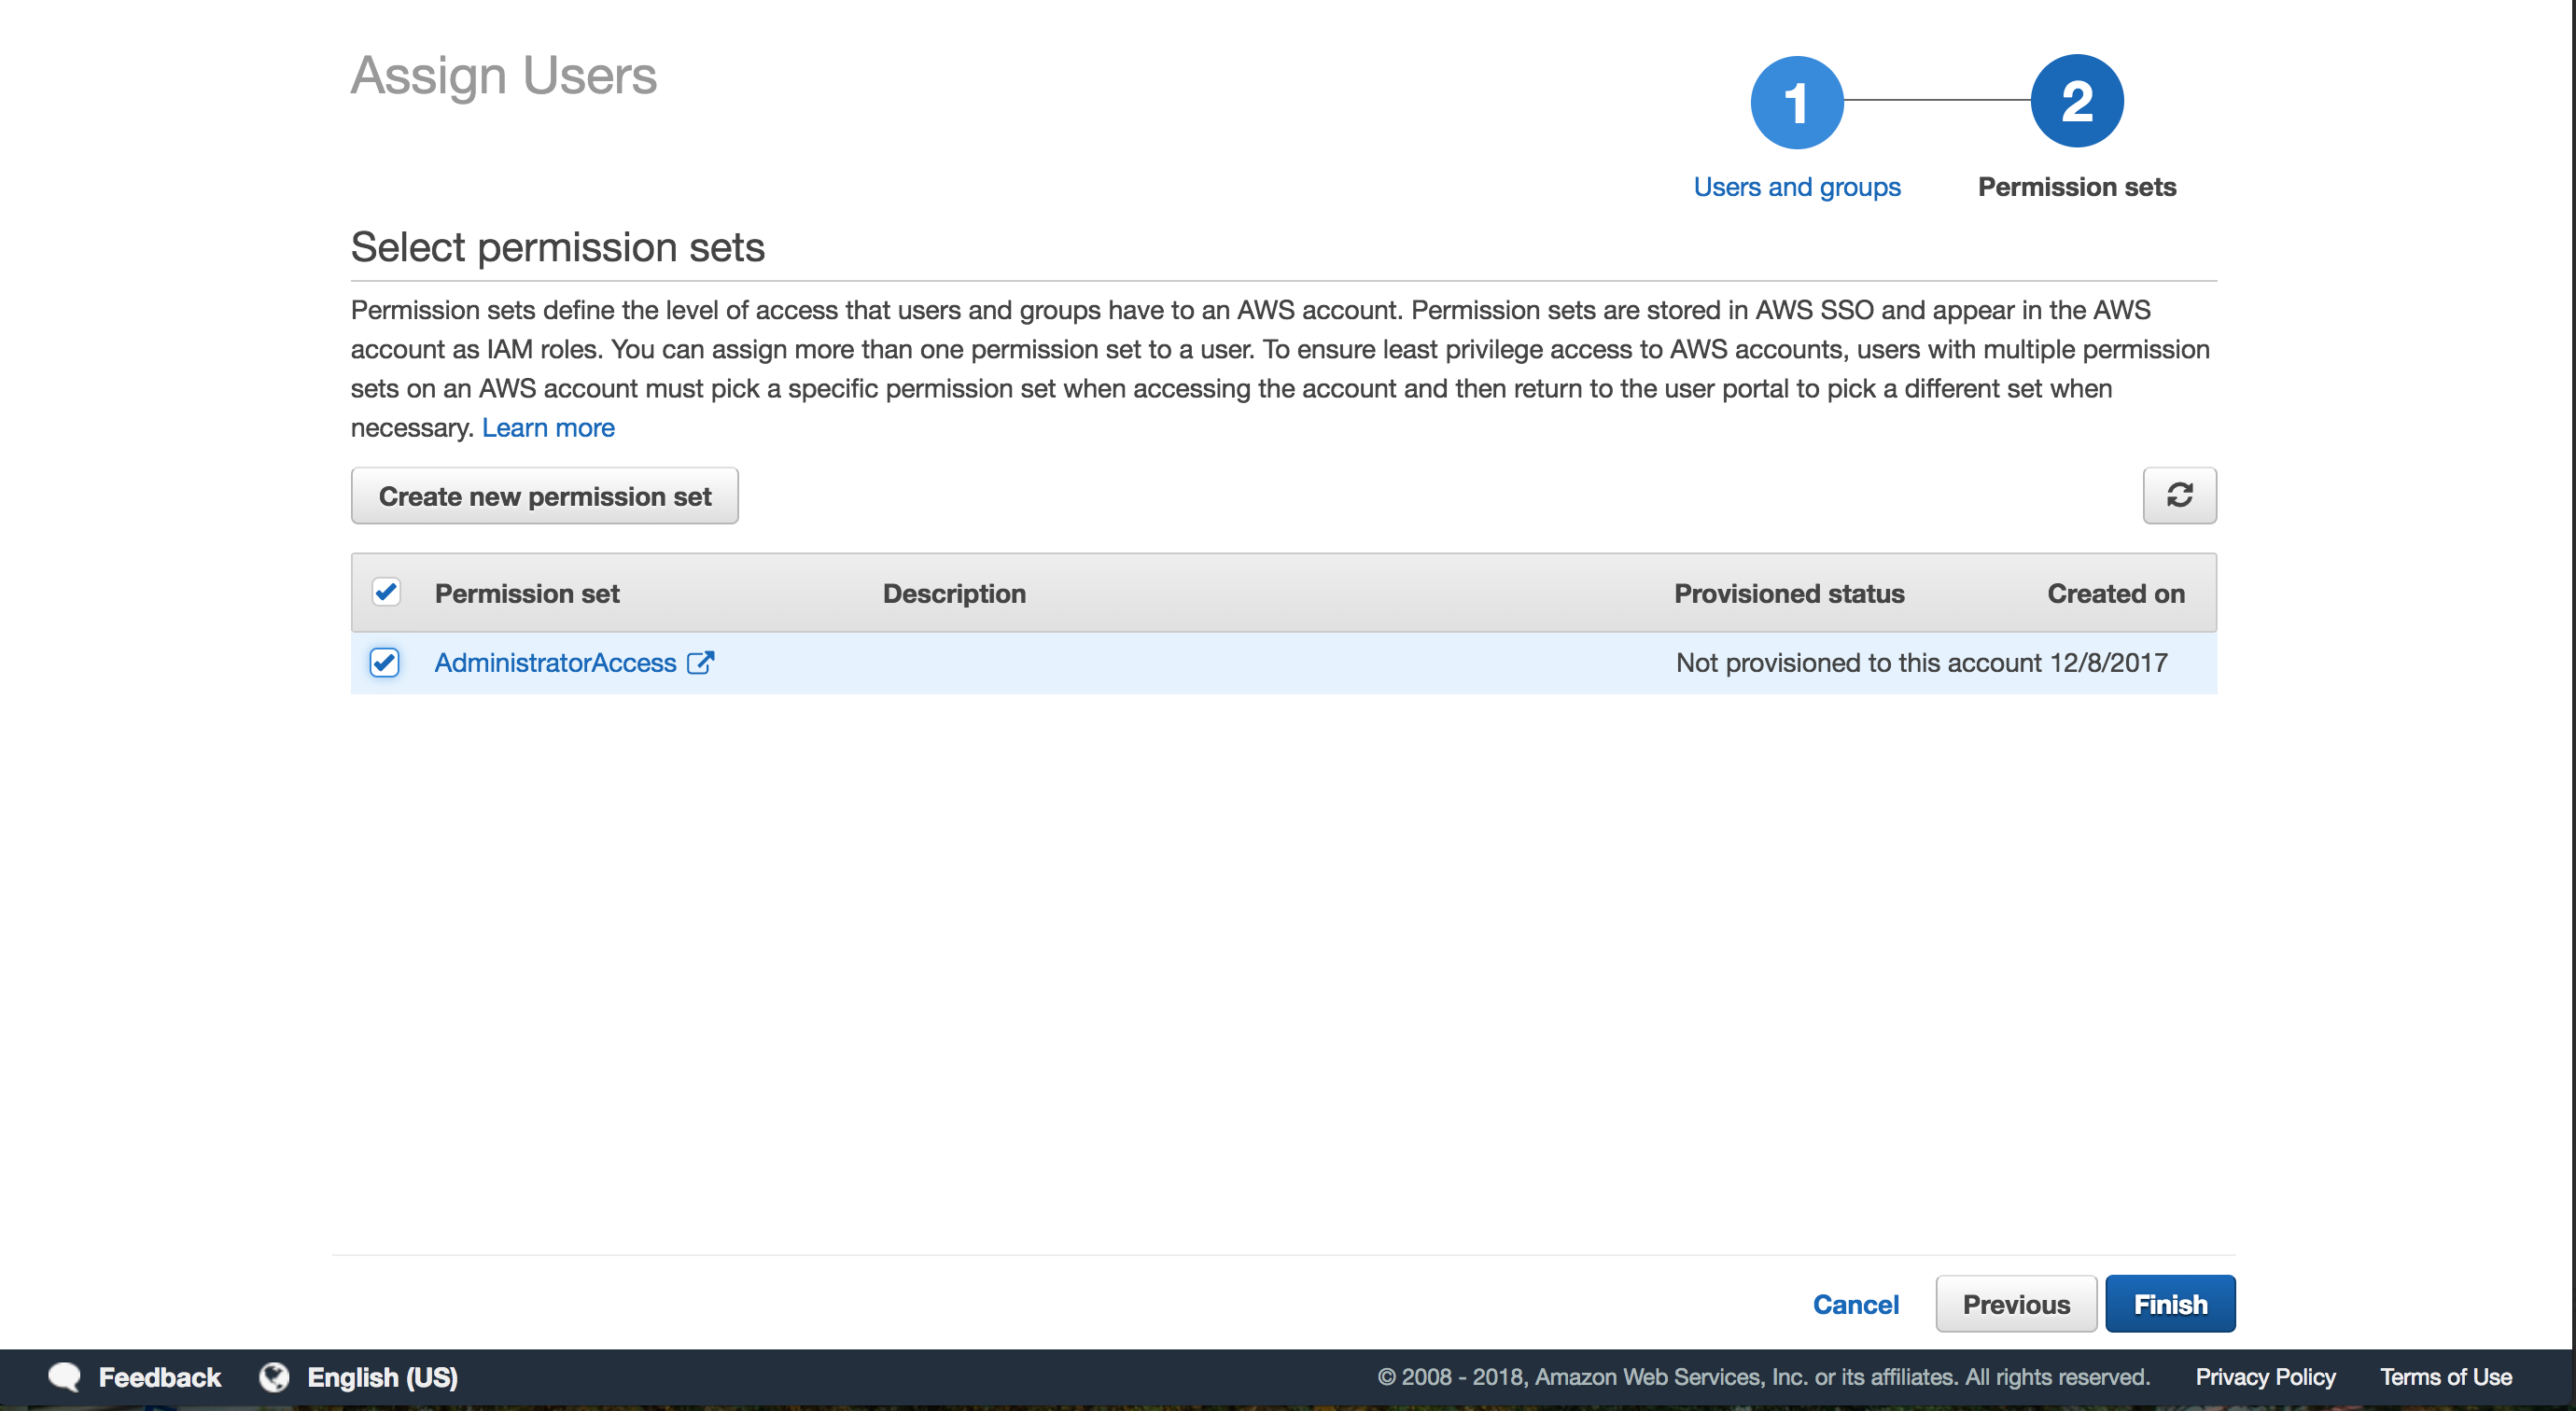 Assign Users
1
2
Users and groups
Permission sets
Select permission sets
Permission sets define the level of access that users and groups have to an AWS account. Permission sets are stored in AWS SSO and appear in the AWS
account as IAM roles. You can assign more than one permission set to a user. To ensure least privilege access to AWS accounts, users with multiple permission
sets on an AWS account must pick a specific permission set when accessing the account and then return to the user portal to pick a different set when
necessary. Learn more
Create new permission set
Permission set Description Provisioned status Created on
AdministratorAccess Not provisioned to this account 12/8/2017
Cancel Previous Finish
Feedback English (US) © 2008 - 2018, Amazon Web Services, Inc. or its affiliates. All rights reserved. Privacy Policy Terms of Use